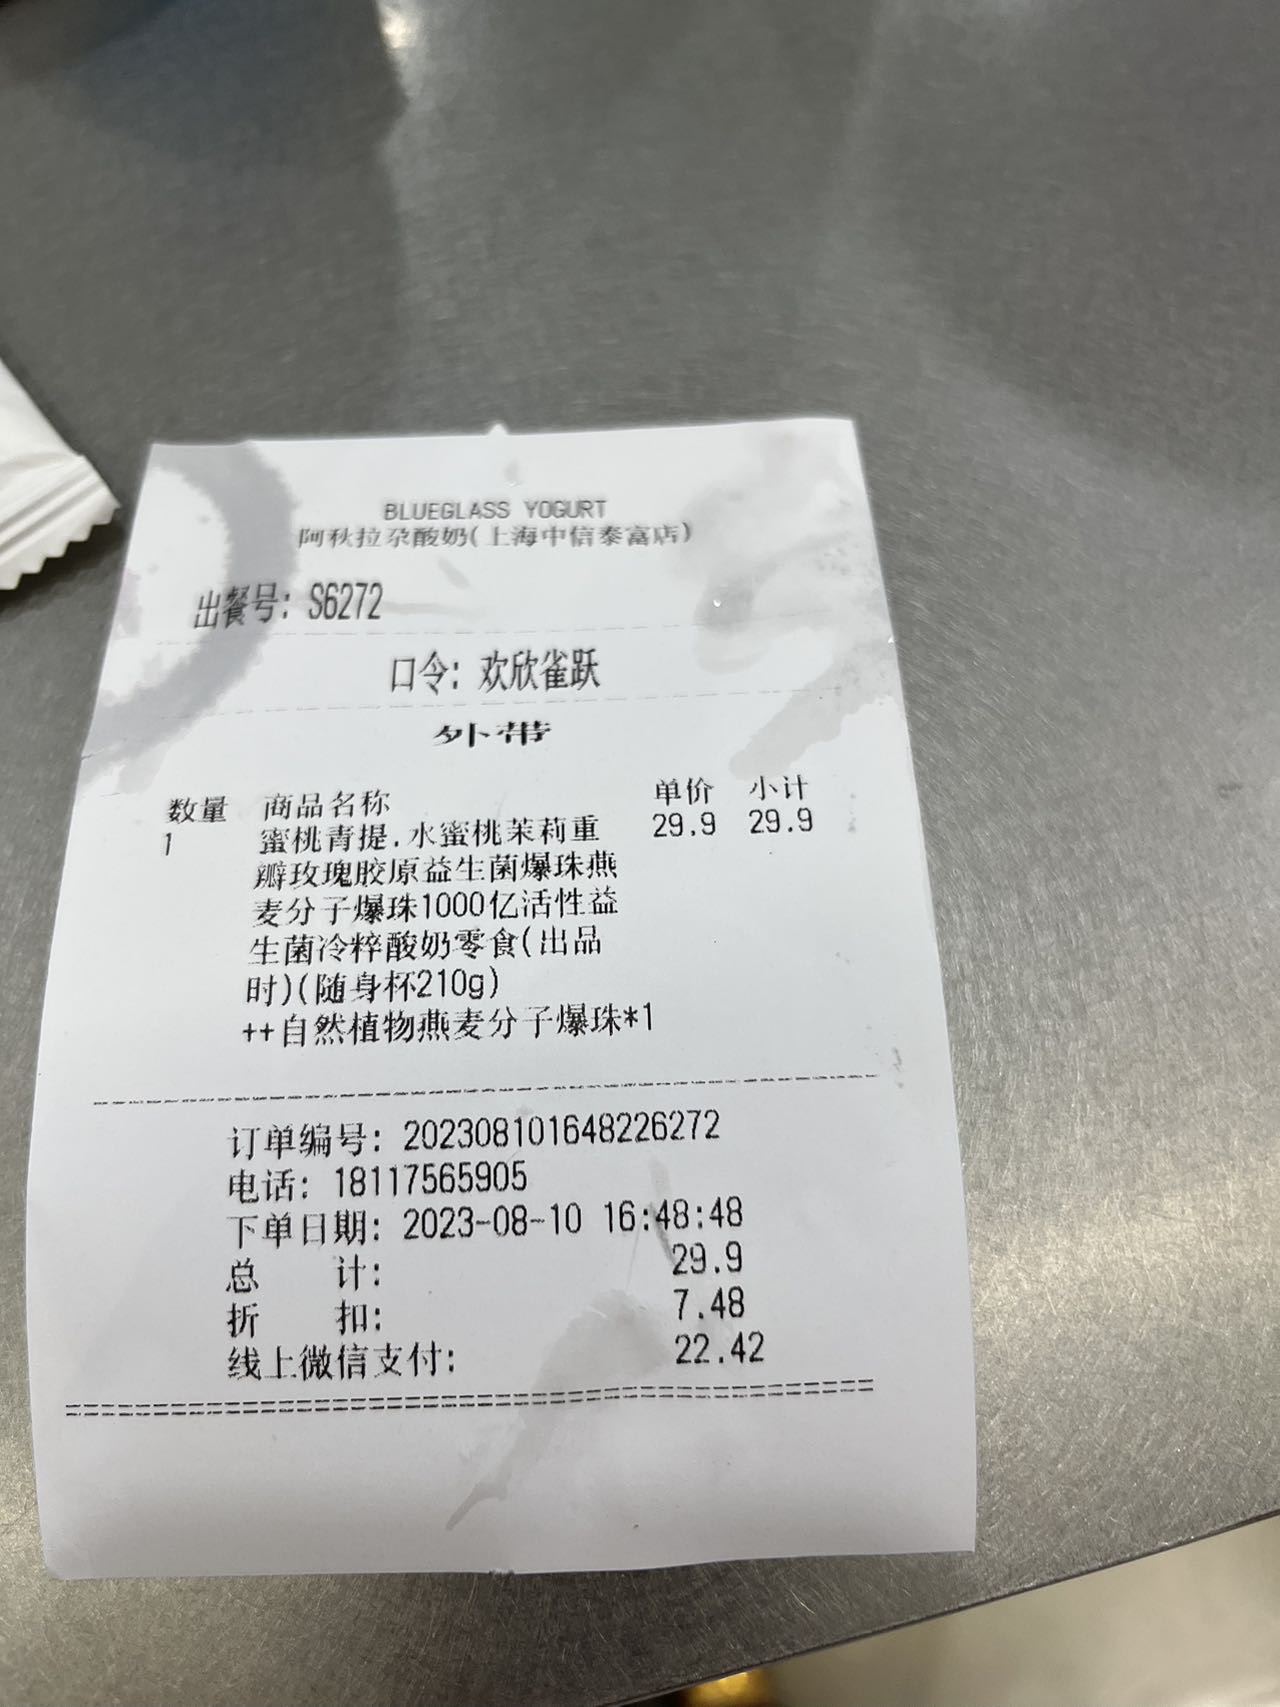 BLUEGLASS YOGURT
阿秋拉尕酸奶(上海中信泰富店)
出餐号: S6272
口令: 欢欣雀跃
外带
数量 商品名称 单价 小计
1 蜜桃青提.水蜜桃茉莉重 29.9 29.9
瓣玫瑰胶原益生菌爆珠燕
麦分子爆珠1000亿活性益
生菌冷粹酸奶零食(出品
时)(随身杯210g)
++自然植物燕麦分子爆珠*1
订单编号: 202308101648226272
电话: 18117565905
下单日期: 2023-08-10 16:48:48
总 计: 29.9
折 扣: 7.48
线上微信支付: 22.42